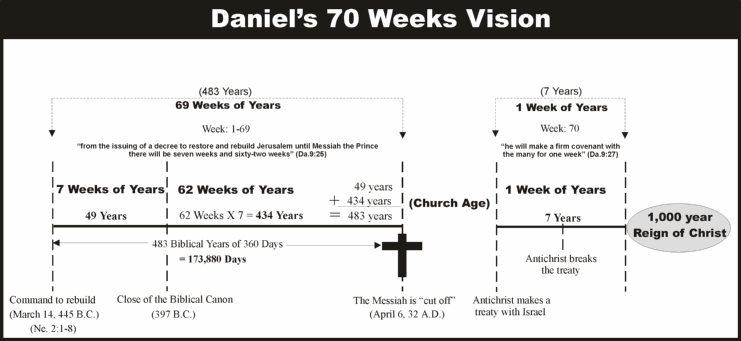 Daniel's 70 Weeks Vision
(483 Years)
69 Weeks of Years
Week: 1-69
"from the issuing of a decree to restore and rebuild Jerusalem until Messiah the Prince
there will be seven weeks and sixty-two weeks" (Da.9:25)
(7 Years)
1 Week of Years
Week: 70
"he will make a firm covenant with
the many for one week" (Da.9:27)
7 Weeks of Years
49 Years
62 Weeks of Years
62 Weeks X 7 = 434 Years
49 years
+ 434 years
= 483 years
(Church Age)
1 Week of Years
7 Years
1,000 year
Reign of Christ
483 Biblical Years of 360 Days
= 173,880 Days
Antichrist breaks
the treaty
Command to rebuild
(March 14, 445 B.C.)
(Ne. 2:1-8)
Close of the Biblical Canon
(397 B.C.)
The Messiah is "cut off"
(April 6, 32 A.D.)
Antichrist makes a
treaty with Israel